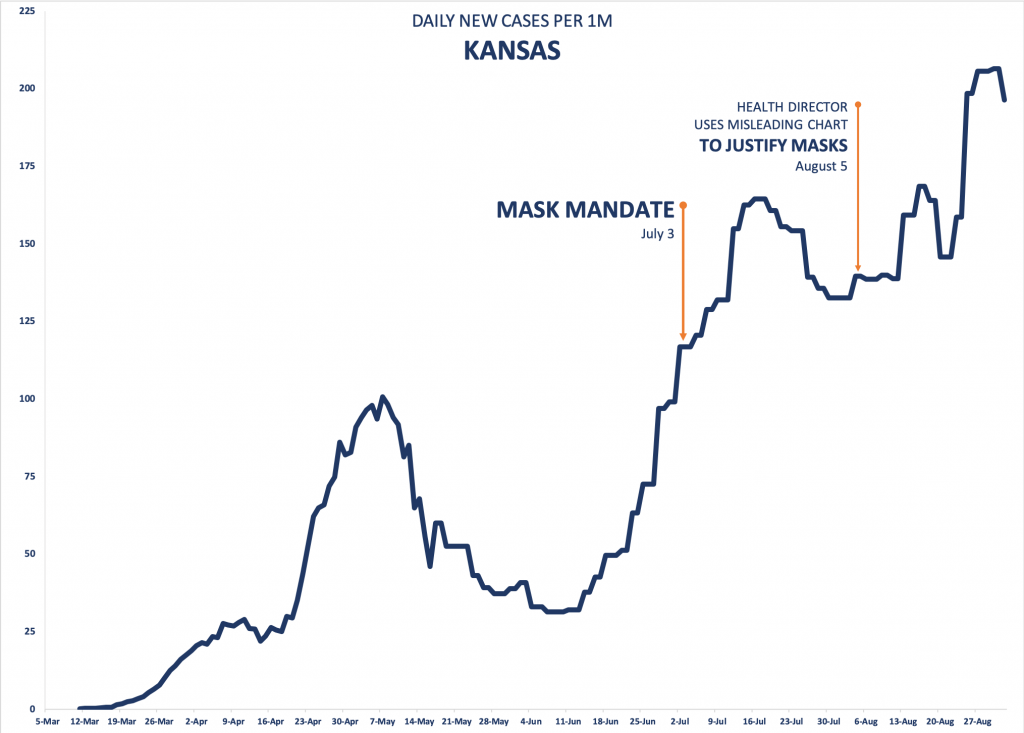 DAILY NEW CASES PER 1M
KANSAS
225
200
175
150
125
100
75
50
25
0
HEALTH DIRECTOR
USES MISLEADING CHART
TO JUSTIFY MASKS
August 5
MASK MANDATE
July 3
5-Mar 12-Mar 19-Mar 26-Mar 2-Apr 9-Apr 16-Apr 23-Apr 30-Apr 7-May 14-May 21-May 28-May 4-Jun 11-Jun 18-Jun 25-Jun 2-Jul 9-Jul 16-Jul 23-Jul 30-Jul 6-Aug 13-Aug 20-Aug 27-Aug